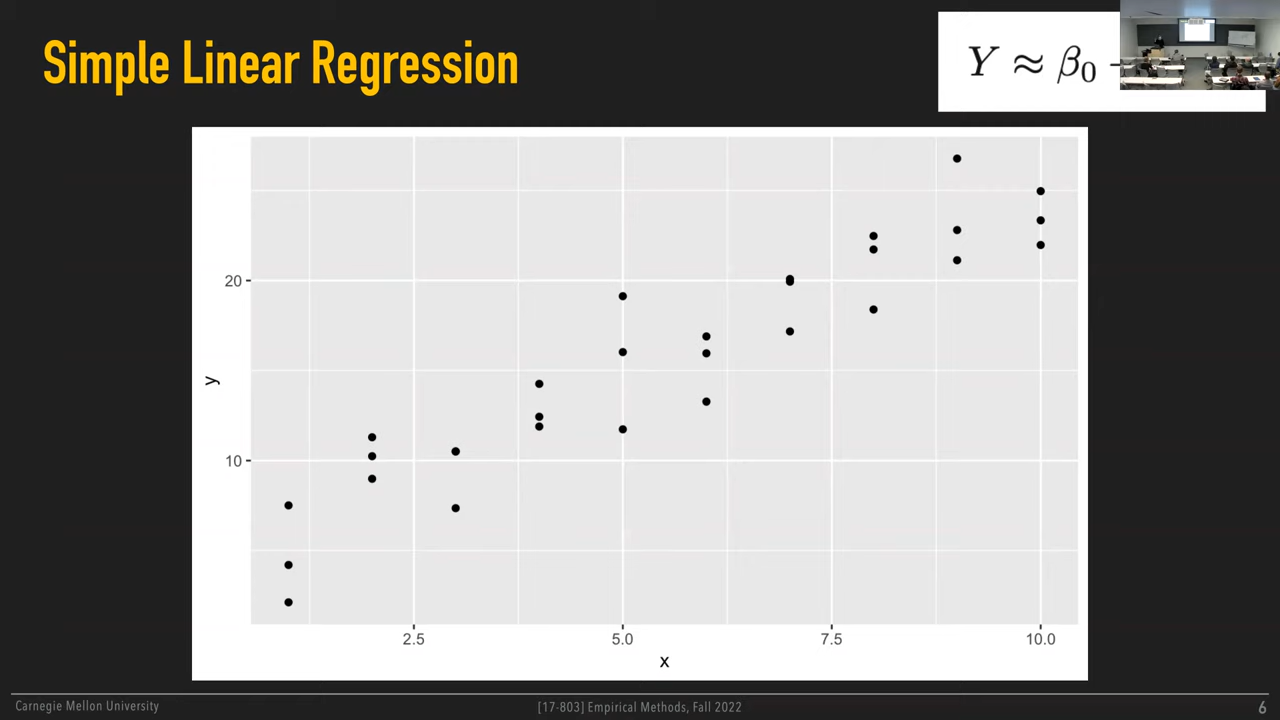 Simple Linear Regression
Y ≈ β₀
20
10
y
2.5 5.0 7.5 10.0
x
Carnegie Mellon University [17-803] Empirical Methods, Fall 2022 6